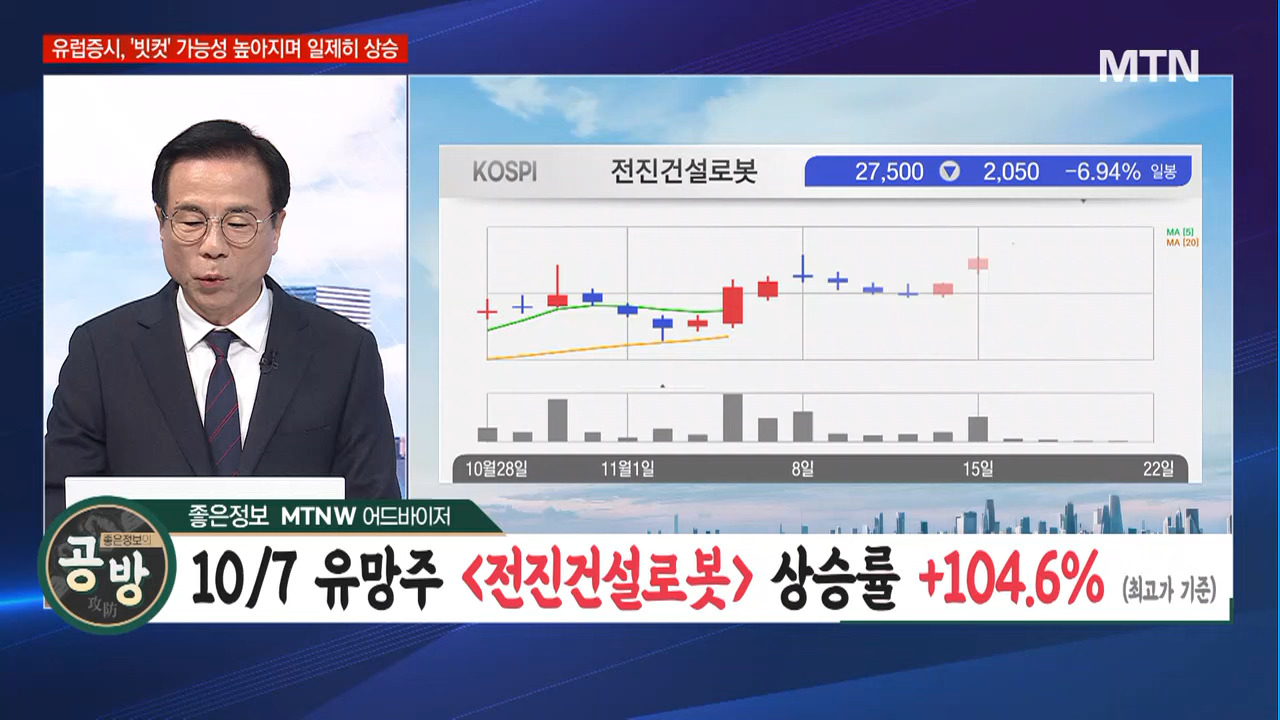 유럽증시, '빗컷' 가능성 높아지며 일제히 상승
MTN
KOSPI 전진건설로봇 27,500 ▼ 2,050 -6.94% 일봉
MA [5]
MA [20]
10월28일 11월1일 8일 15일 22일
좋은정보 MTNW 어드바이저
좋은정보의
공방
攻防
10/7 유망주 <전진건설로봇> 상승률 +104.6% (최고가 기준)